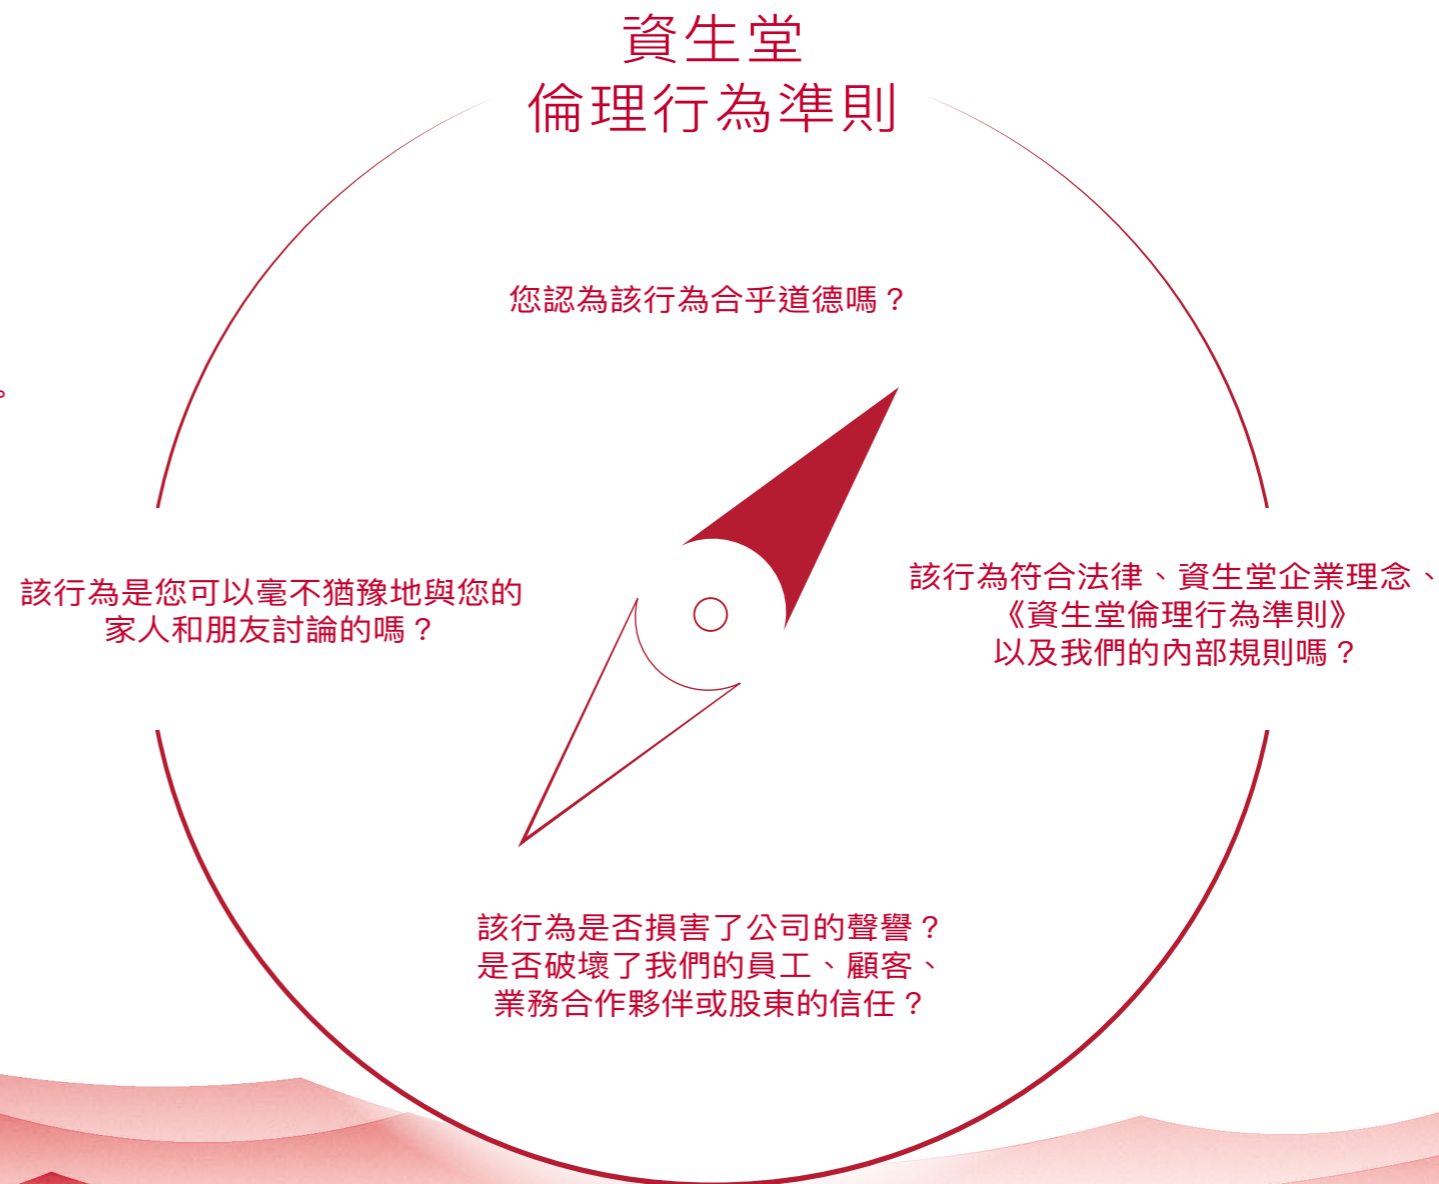 資生堂
倫理行為準則
您認為該行為合乎道德嗎？
。
該行為是您可以毫不猶豫地與您的
家人和朋友討論的嗎？
該行為符合法律、資生堂企業理念、
《資生堂倫理行為準則》
以及我們的內部規則嗎？
該行為是否損害了公司的聲譽？
是否破壞了我們的員工、顧客、
業務合作夥伴或股東的信任？